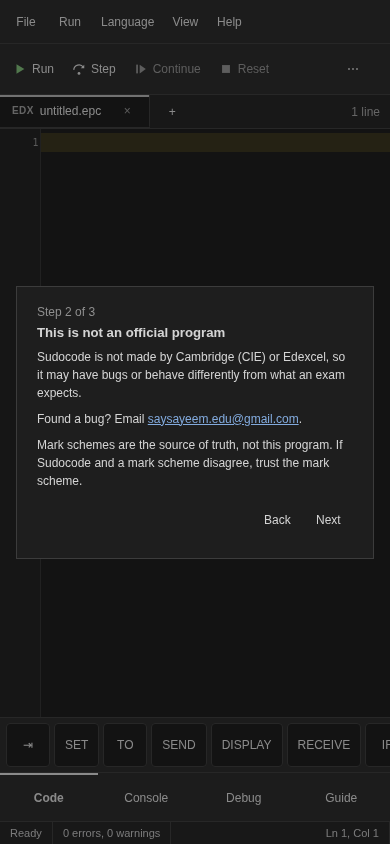 File Run Language View Help
Run Step Continue Reset ···
EDX untitled.epc × + 1 line
1
Step 2 of 3
This is not an official program
Sudocode is not made by Cambridge (CIE) or Edexcel, so
it may have bugs or behave differently from what an exam
expects.
Found a bug? Email saysayeem.edu@gmail.com.
Mark schemes are the source of truth, not this program. If
Sudocode and a mark scheme disagree, trust the mark
scheme.
Back Next
⇥ SET TO SEND DISPLAY RECEIVE
Code Console Debug Guide
Ready 0 errors, 0 warnings Ln 1, Col 1